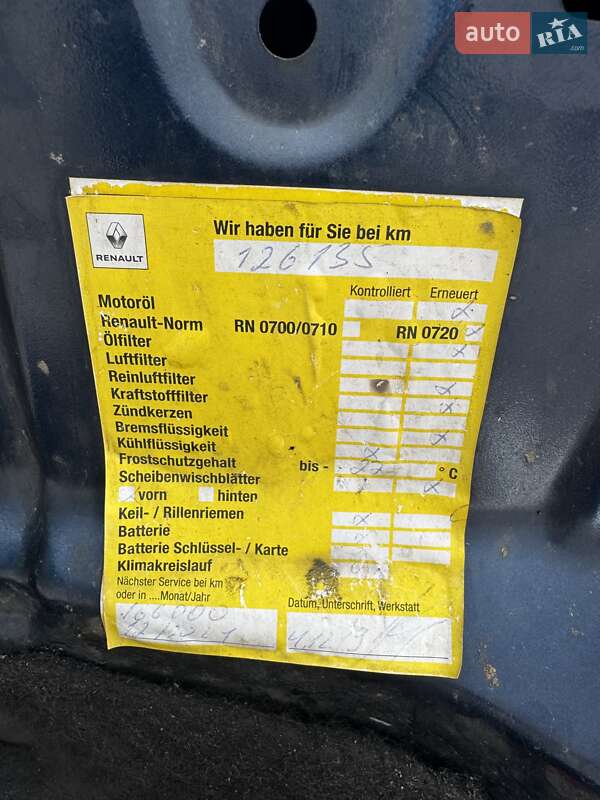 auto RIA .com
RENAULT
Wir haben für Sie bei km
126135
Kontrolliert Erneuert
Motoröl x
Renault-Norm RN 0700/0710 RN 0720 x
Ölfilter x
Luftfilter
Reinluftfilter x
Kraftstofffilter x
Zündkerzen
Bremsflüssigkeit x
Kühlflüssigkeit x
Frostschutzgehalt bis - 27 ° C
Scheibenwischblätter x
vorn hinten
Keil- / Rillenriemen x
Batterie x
Batterie Schlüssel- / Karte
Klimakreislauf
Nächster Service bei km
oder in ....Monat/Jahr
Datum, Unterschrift, Werkstatt